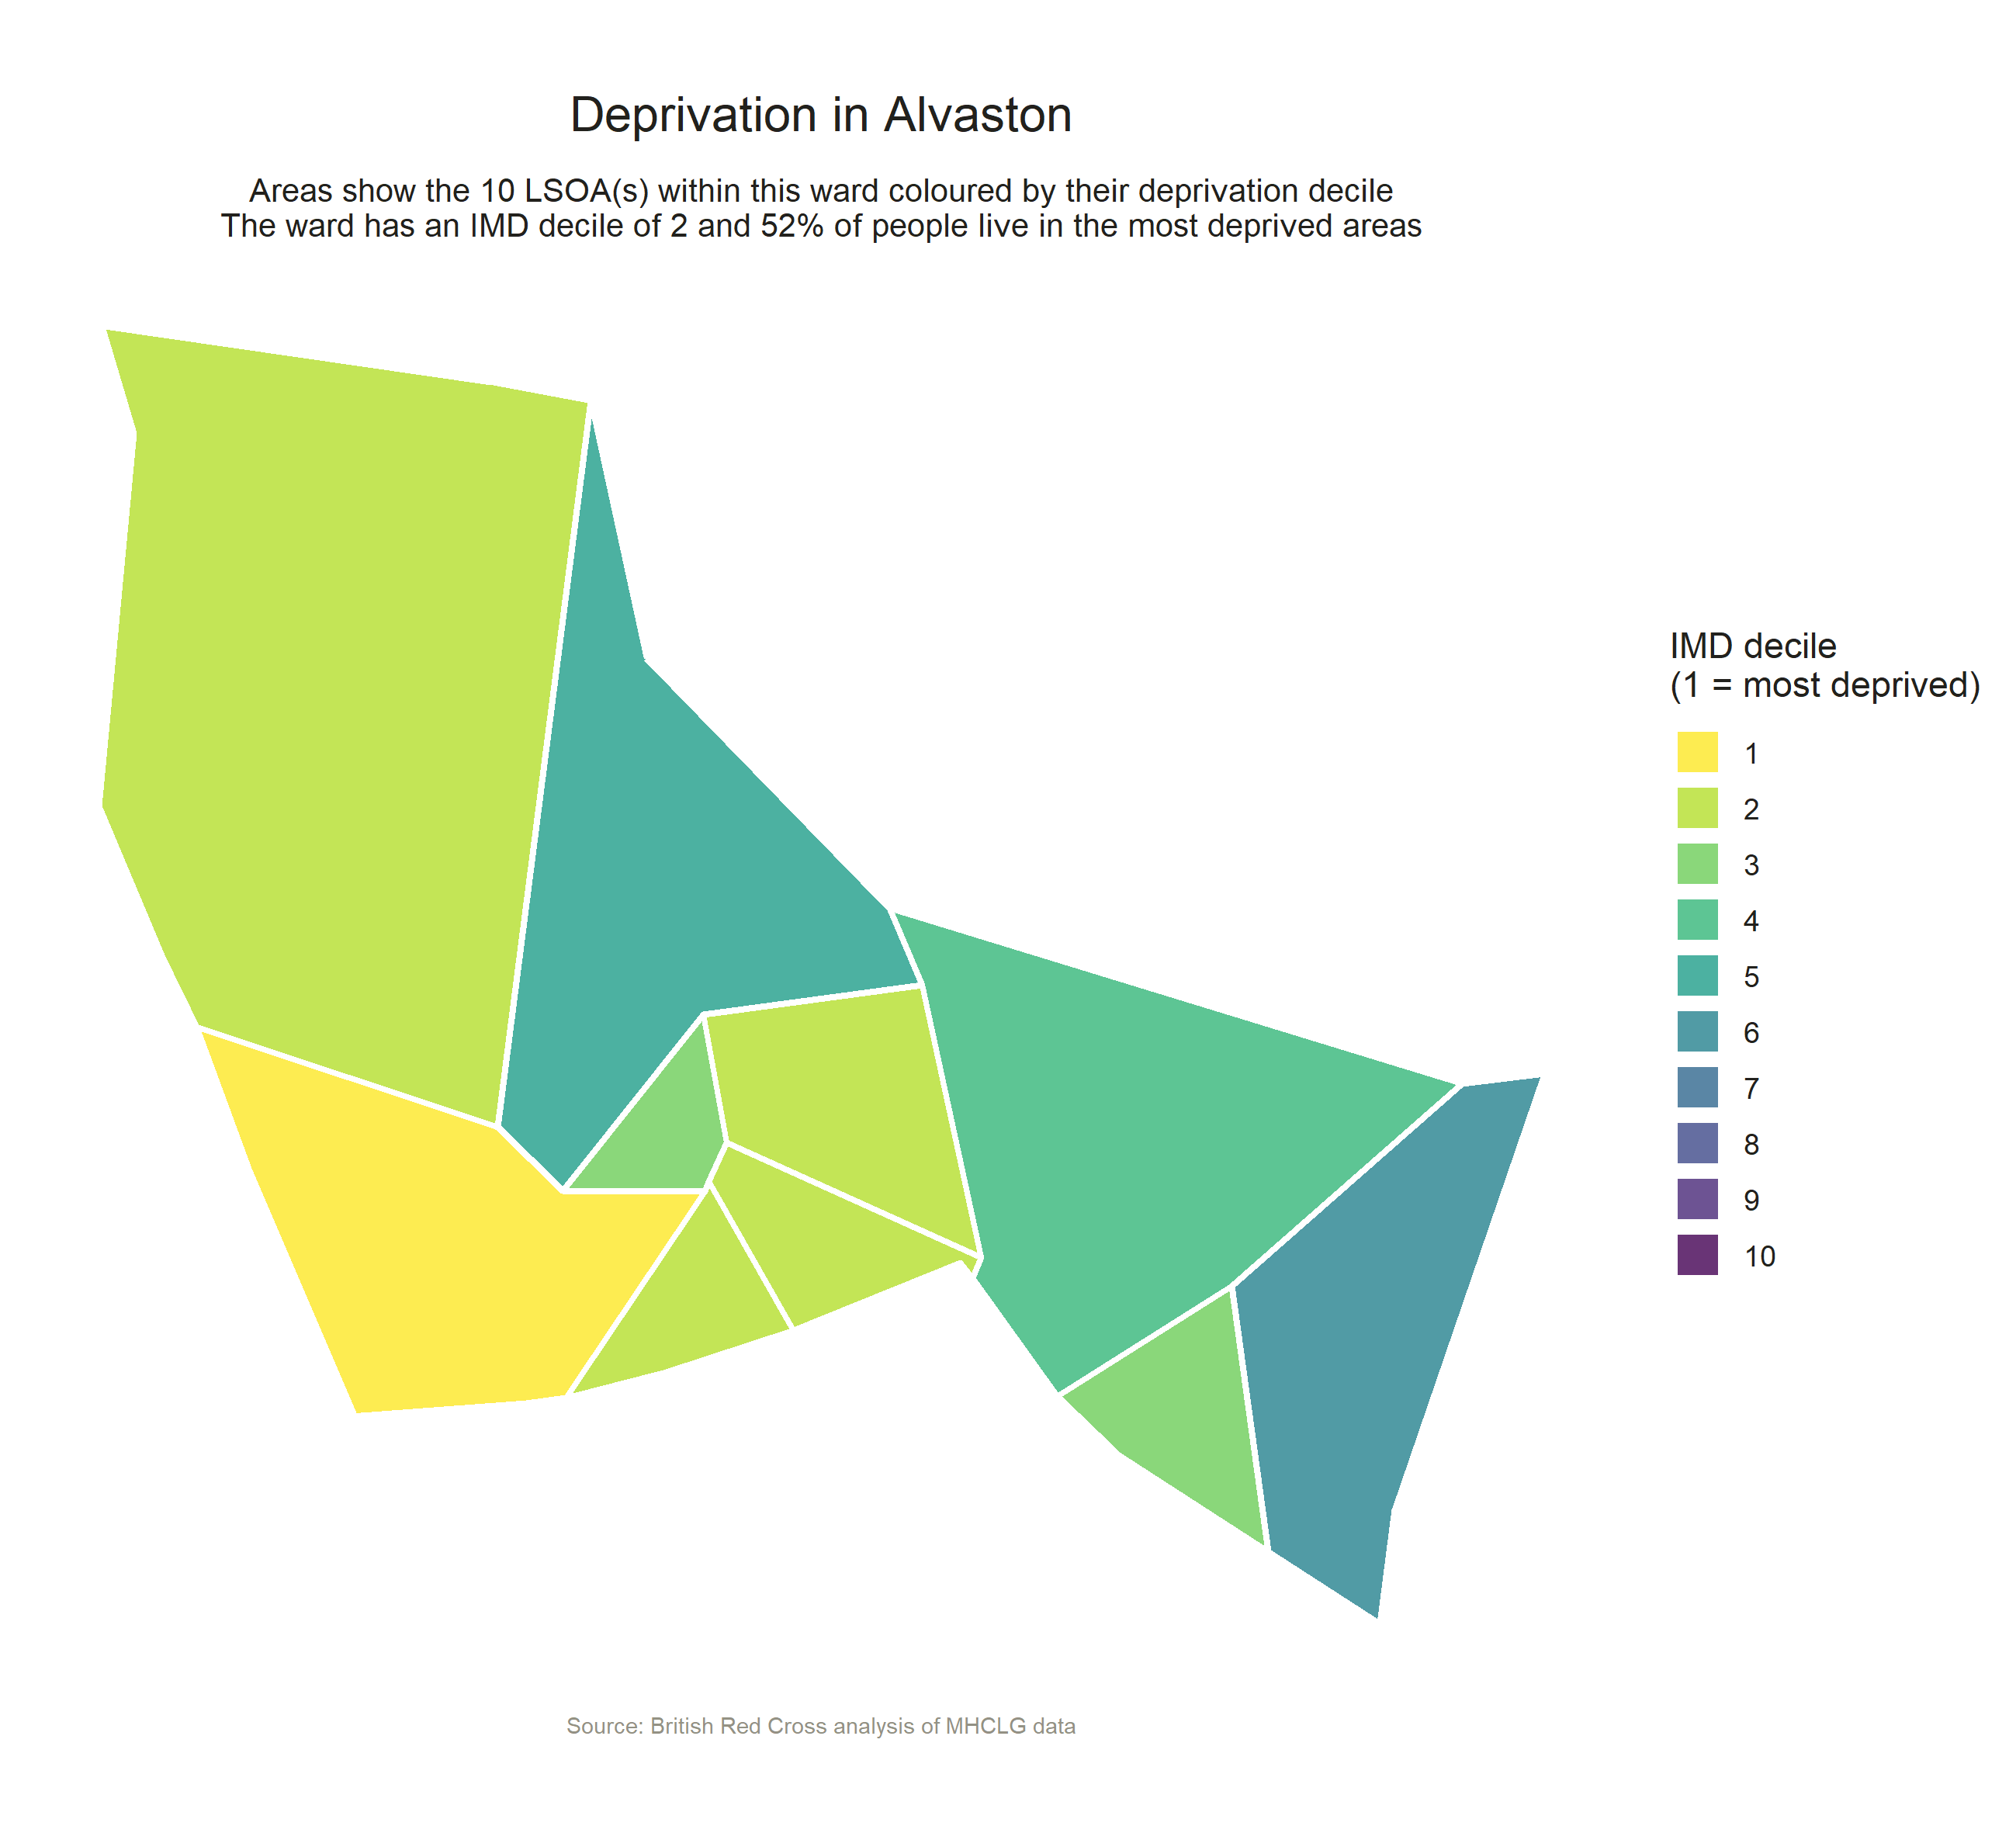 Deprivation in Alvaston
Areas show the 10 LSOA(s) within this ward coloured by their deprivation decile
The ward has an IMD decile of 2 and 52% of people live in the most deprived areas
IMD decile
(1 = most deprived)
1
2
3
4
5
6
7
8
9
10
Source: British Red Cross analysis of MHCLG data